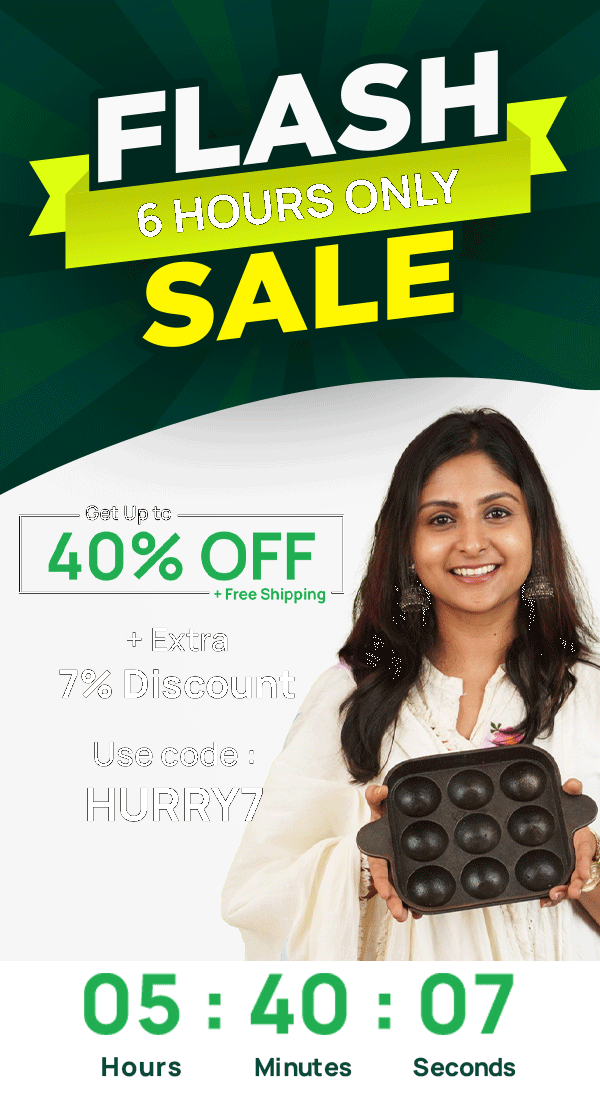 FLASH
6 HOURS ONLY
SALE
Get Up to
40% OFF
+ Free Shipping
+ Extra
7% Discount
Use code :
HURRY7
05 : 40 : 07
Hours Minutes Seconds